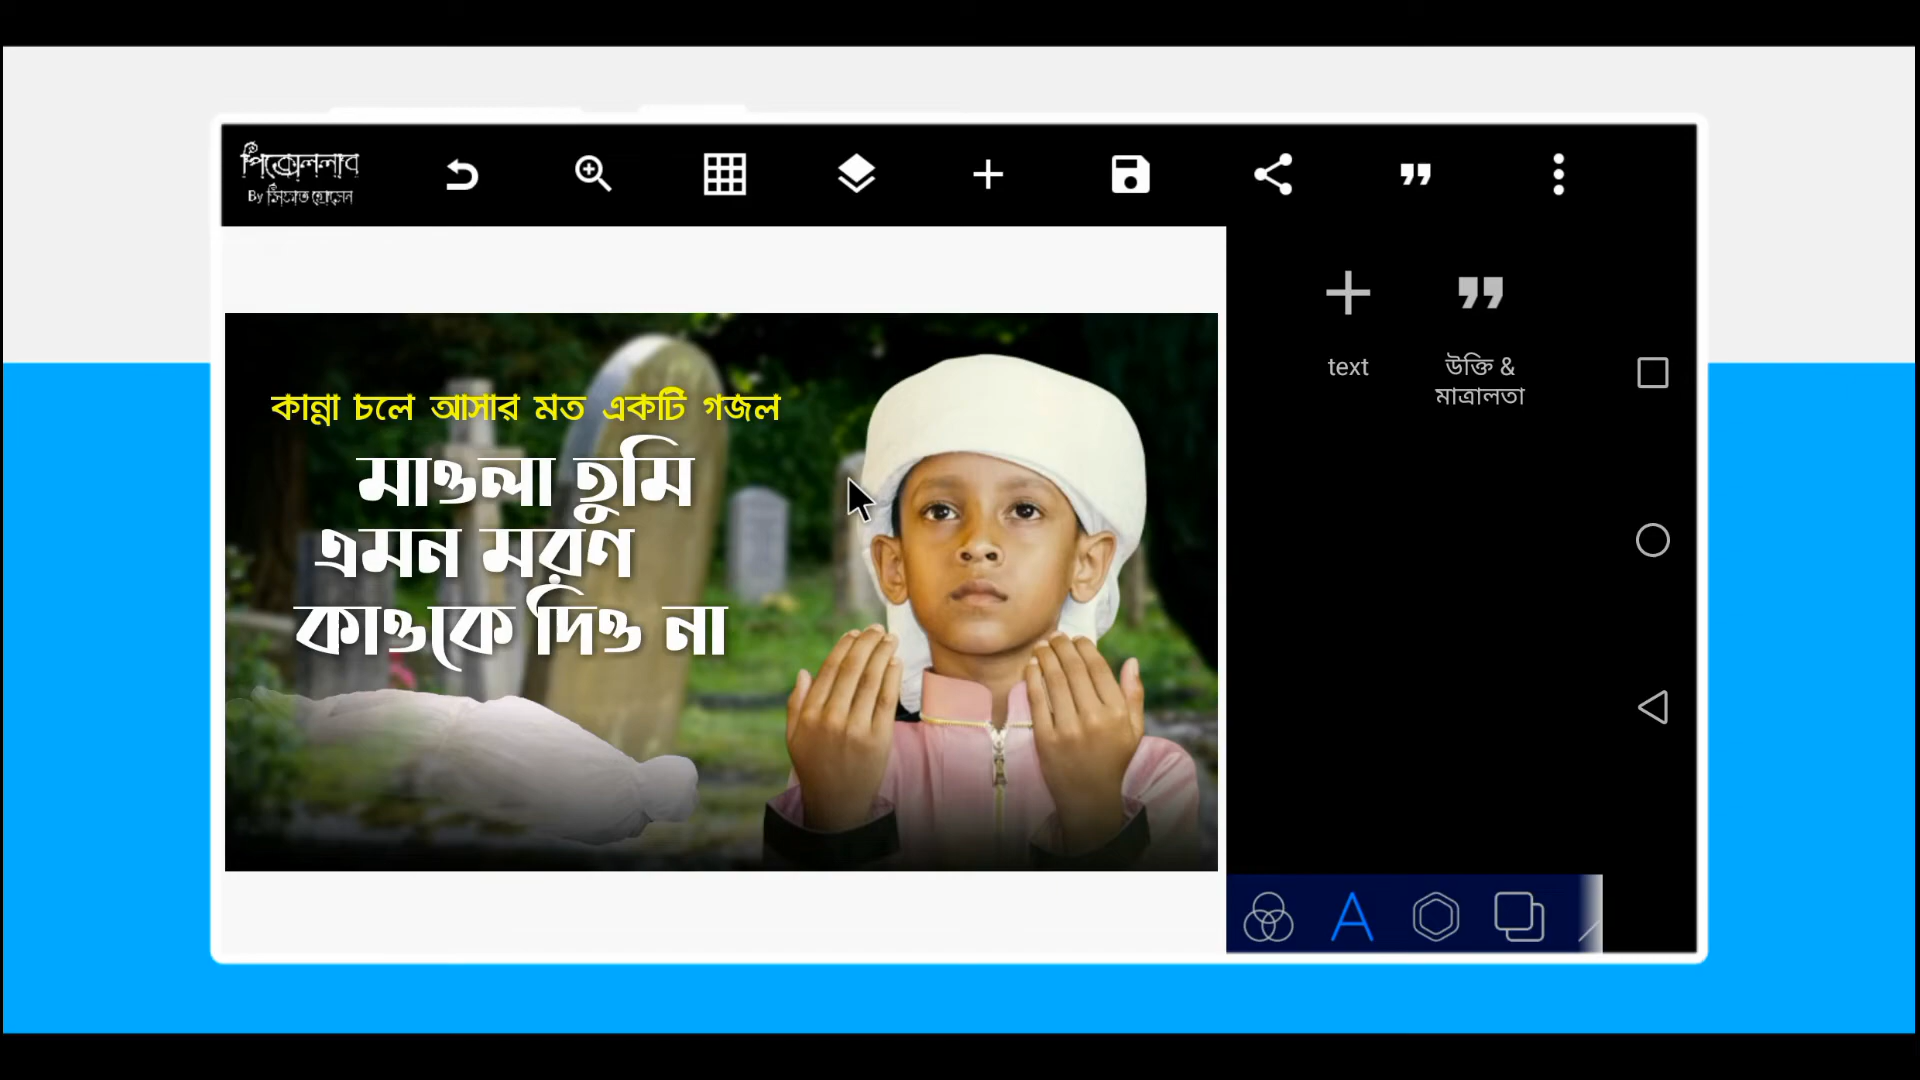 পিক্সেললাব
By সিফাত হোসেন
text
উক্তি &
মাত্রালতা
কান্না চলে আসার মত একটি গজল
মাওলা তুমি
এমন মরণ
কাওকে দিও না